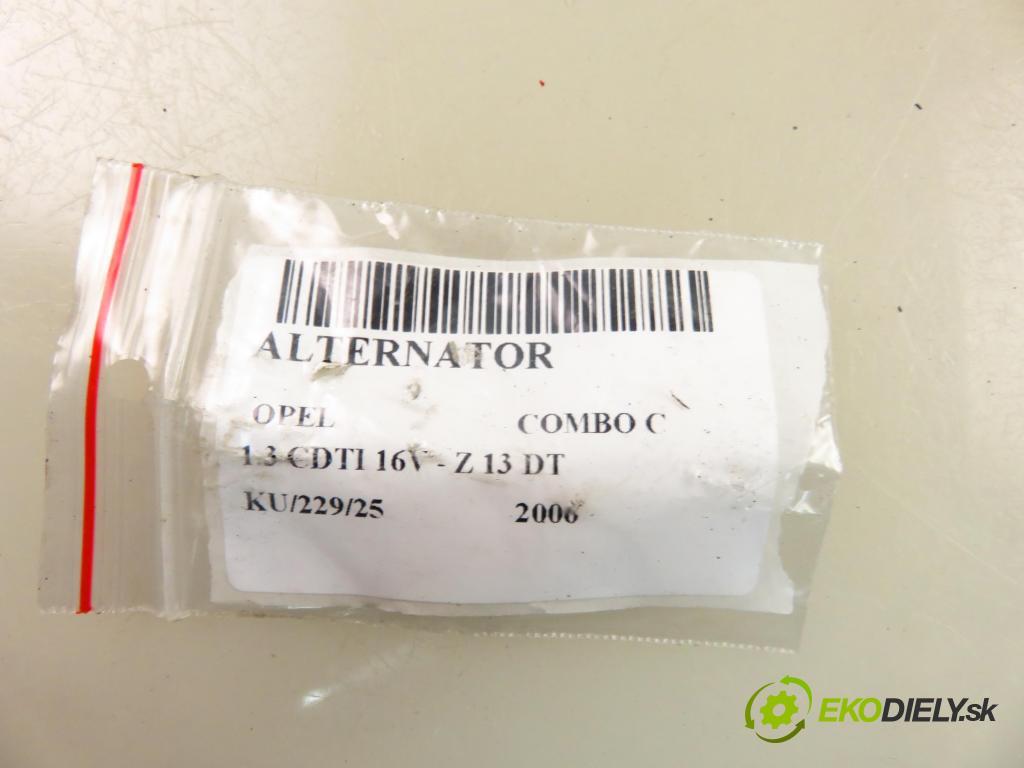 ALTERNATOR
OPEL COMBO C
1.3 CDTI 16V - Z 13 DT
KU/229/25 2006
EKODIELY.sk